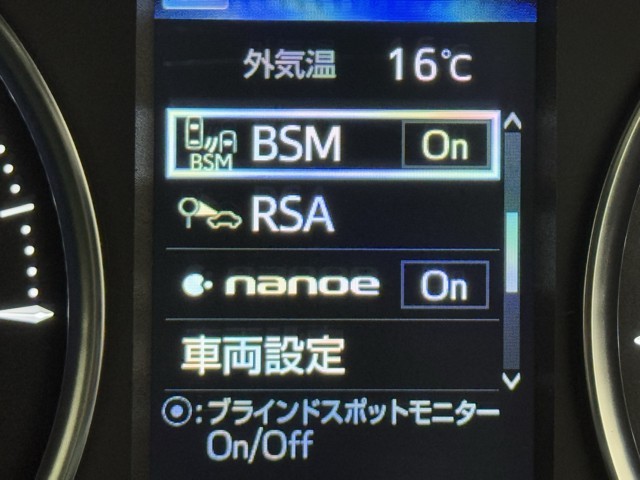 外気温 16℃
BSM BSM On
RSA
nanoe On
車両設定
⦿:ブラインドスポットモニター
On/Off